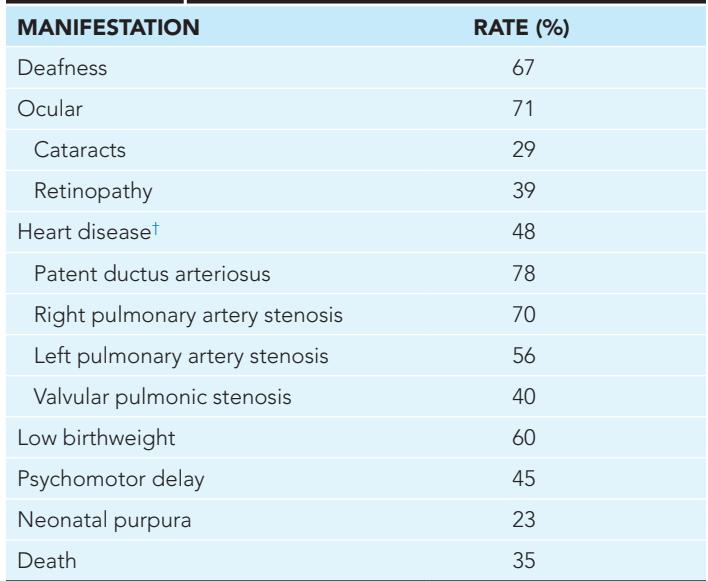 MANIFESTATION RATE (%)
Deafness 67
Ocular 71
Cataracts 29
Retinopathy 39
Heart disease† 48
Patent ductus arteriosus 78
Right pulmonary artery stenosis 70
Left pulmonary artery stenosis 56
Valvular pulmonic stenosis 40
Low birthweight 60
Psychomotor delay 45
Neonatal purpura 23
Death 35